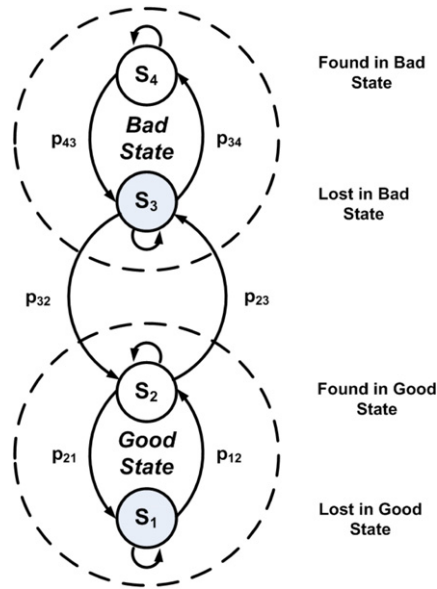 S4
Found in Bad
State
p43
Bad
State
p34
S3
Lost in Bad
State
p32
p23
S2
Found in Good
State
p21
Good
State
p12
S1
Lost in Good
State